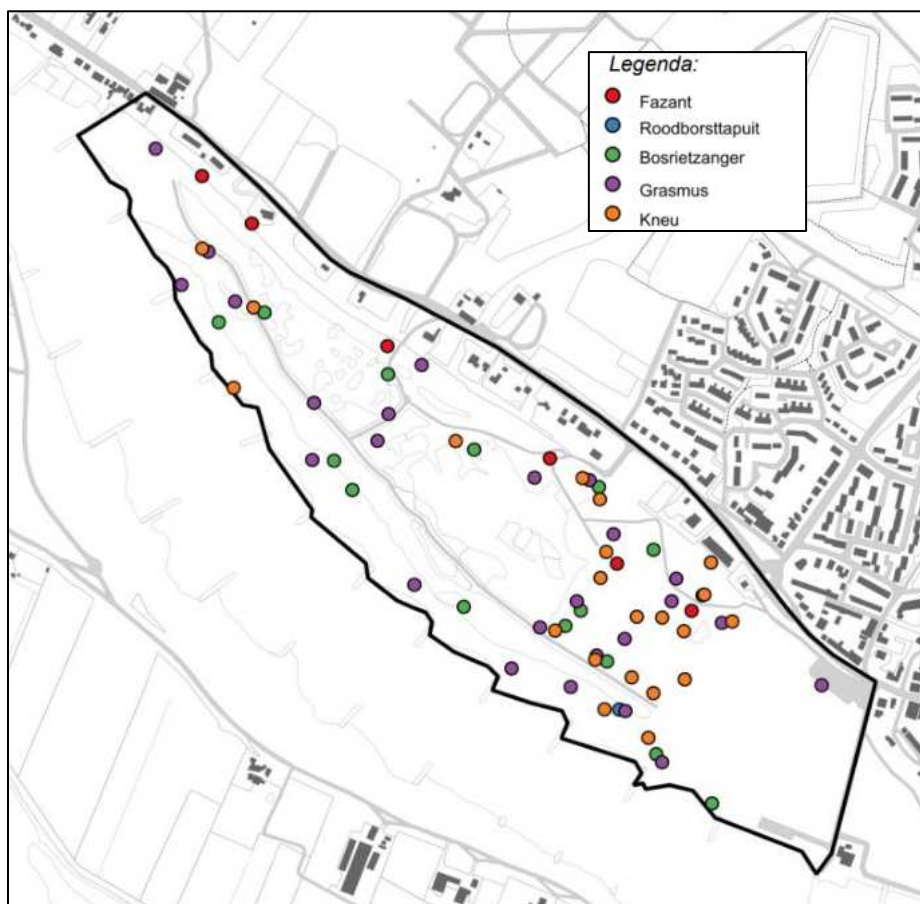 Legenda:
Fazant
Roodborsttapuit
Bosrietzanger
Grasmus
Kneu